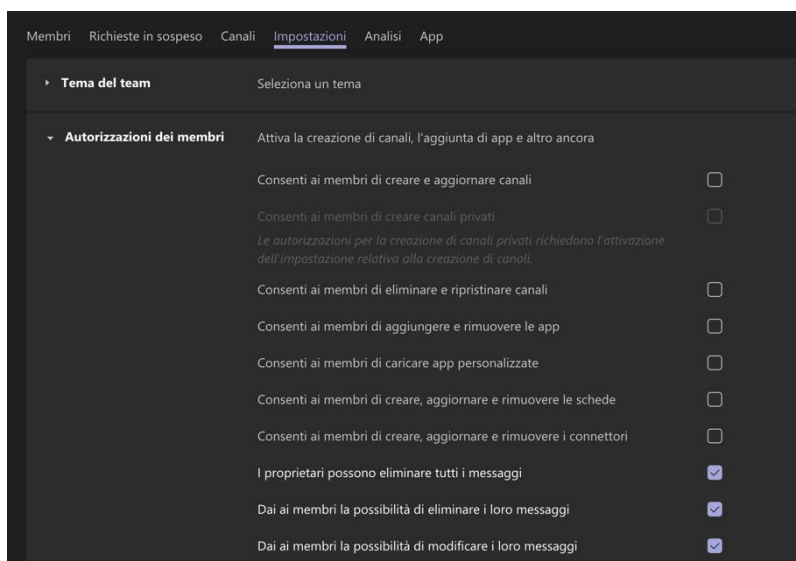 Membri Richieste in sospeso Canali Impostazioni Analisi App
Tema del team Seleziona un tema
Autorizzazioni dei membri Attiva la creazione di canali, l'aggiunta di app e altro ancora
Consenti ai membri di creare e aggiornare canali
Consenti ai membri di creare canali privati
Le autorizzazioni per la creazione di canali privati richiedono l'attivazione
dell'impostazione relativa alla creazione di canali.
Consenti ai membri di eliminare e ripristinare canali
Consenti ai membri di aggiungere e rimuovere le app
Consenti ai membri di caricare app personalizzate
Consenti ai membri di creare, aggiornare e rimuovere le schede
Consenti ai membri di creare, aggiornare e rimuovere i connettori
I proprietari possono eliminare tutti i messaggi
Dai ai membri la possibilità di eliminare i loro messaggi
Dai ai membri la possibilità di modificare i loro messaggi